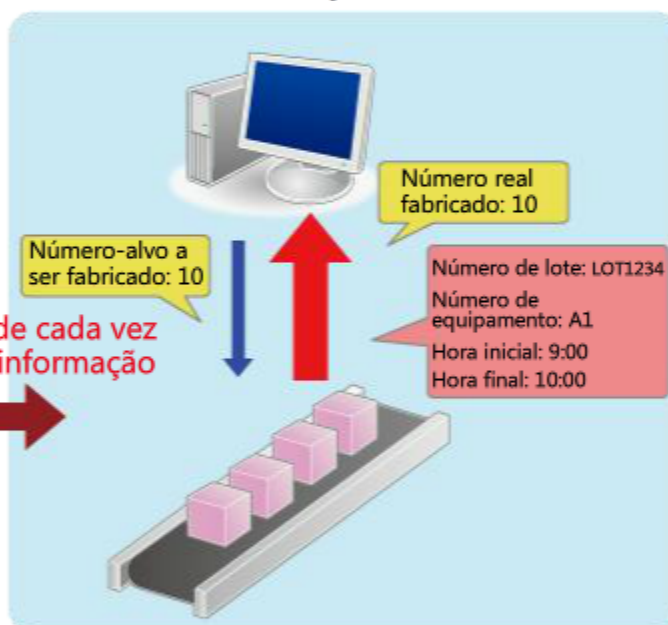 Número real
fabricado: 10
Número-alvo a
ser fabricado: 10
Número de lote: LOT1234
Número de
equipamento: A1
Hora inicial: 9:00
Hora final: 10:00
de cada vez
informação